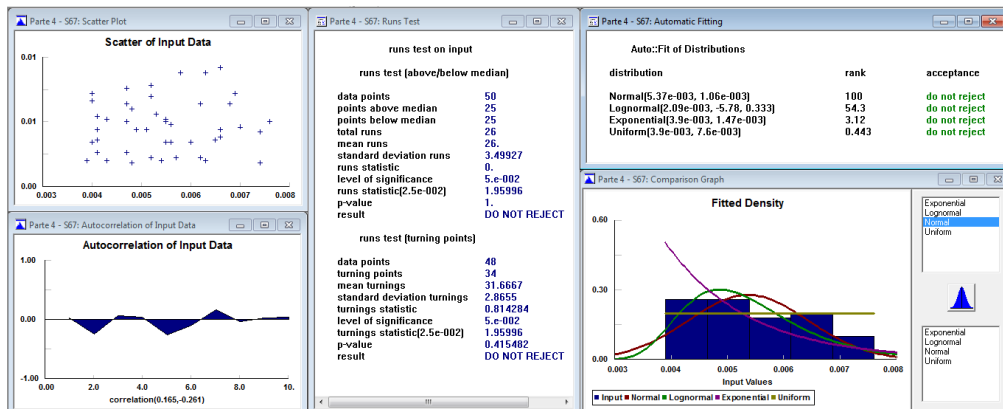 Parte 4 - S67: Scatter Plot
Scatter of Input Data
0.01
0.01
0.00
0.003 0.004 0.005 0.006 0.007 0.008
Parte 4 - S67: Autocorrelation of Input Data
Autocorrelation of Input Data
1.00
0.00
-1.00
0.00 2.0 4.0 6.0 8.0 10.
correlation(0.165,-0.261)
Parte 4 - S67: Runs Test
runs test on input
runs test (above/below median)
data points 50
points above median 25
points below median 25
total runs 26
mean runs 26.
standard deviation runs 3.49927
runs statistic 0.
level of significance 5.e-002
runs statistic(2.5e-002) 1.95996
p-value 1.
result DO NOT REJECT
runs test (turning points)
data points 48
turning points 34
mean turnings 31.6667
standard deviation turnings 2.8655
turnings statistic 0.814284
level of significance 5.e-002
turnings statistic(2.5e-002) 1.95996
p-value 0.415482
result DO NOT REJECT
Parte 4 - S67: Automatic Fitting
Auto::Fit of Distributions
distribution rank acceptance
Normal(5.37e-003, 1.06e-003) 100 do not reject
Lognormal(2.09e-003, -5.78, 0.333) 54.3 do not reject
Exponential(3.9e-003, 1.47e-003) 3.12 do not reject
Uniform(3.9e-003, 7.6e-003) 0.443 do not reject
Parte 4 - S67: Comparison Graph
Fitted Density
0.60
0.30
0.00
0.003 0.004 0.005 0.006 0.007 0.008
Input Values
Input Normal Lognormal Exponential Uniform
Exponential
Lognormal
Normal
Uniform
Exponential
Lognormal
Normal
Uniform